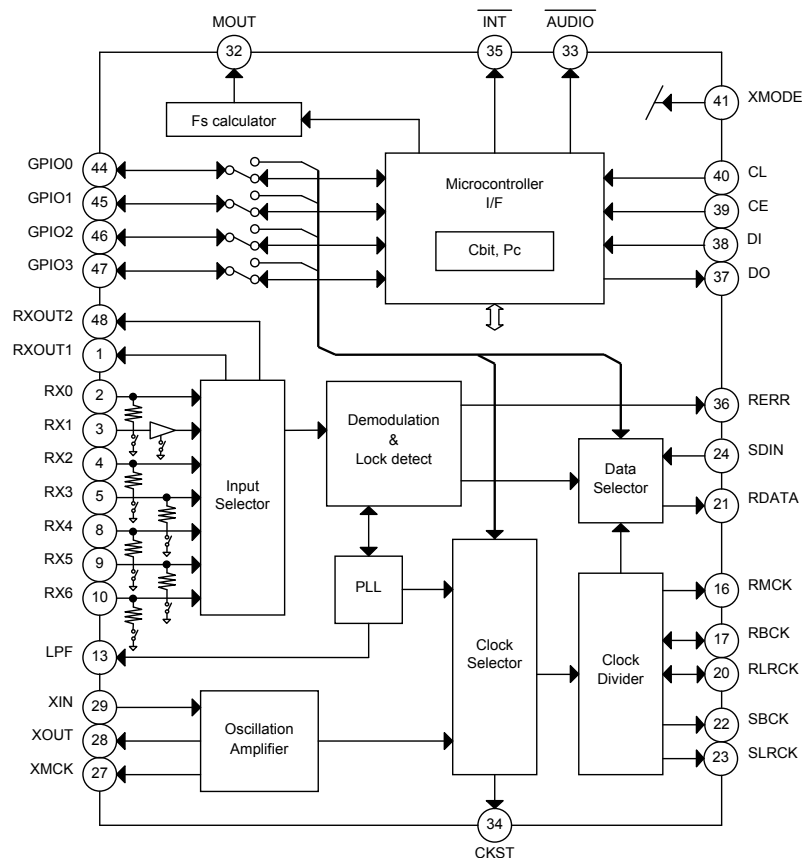 MOUT
INT
AUDIO
32
35
33
41
XMODE
Fs calculator
GPIO0
44
GPIO1
45
GPIO2
46
GPIO3
47
Microcontroller
I/F
Cbit, Pc
40
CL
39
CE
38
DI
37
DO
RXOUT2
48
RXOUT1
1
RX0
2
RX1
3
RX2
4
RX3
5
RX4
8
RX5
9
RX6
10
Input
Selector
Demodulation
&
Lock detect
36
RERR
24
SDIN
Data
Selector
21
RDATA
PLL
LPF
13
Clock
Selector
Clock
Divider
16
RMCK
17
RBCK
20
RLRCK
22
SBCK
23
SLRCK
XIN
29
XOUT
28
XMCK
27
Oscillation
Amplifier
34
CKST